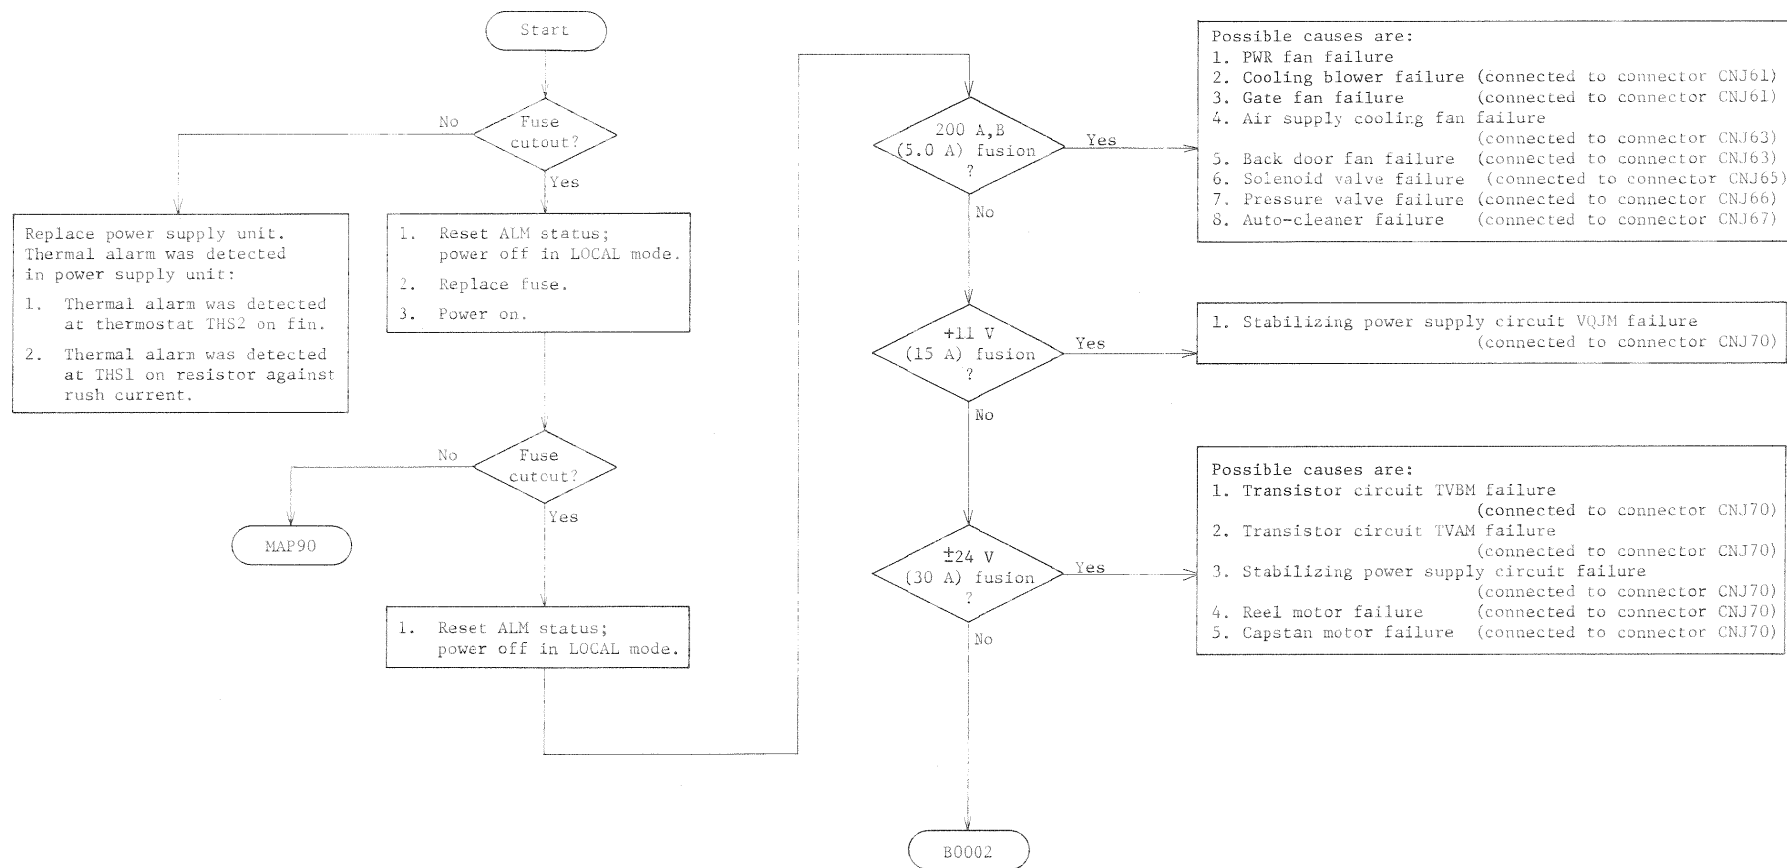 Start
Fuse
cutout?
No
Yes
Replace power supply unit.
Thermal alarm was detected
in power supply unit:
1. Thermal alarm was detected
at thermostat THS2 on fin.
2. Thermal alarm was detected
at THS1 on resistor against
rush current.
1. Reset ALM status;
power off in LOCAL mode.
2. Replace fuse.
3. Power on.
Fuse
cutout?
No
Yes
MAP90
1. Reset ALM status;
power off in LOCAL mode.
200 A,B
(5.0 A) fusion
?
Yes
No
Possible causes are:
1. PWR fan failure
2. Cooling blower failure (connected to connector CNJ61)
3. Gate fan failure (connected to connector CNJ61)
4. Air supply cooling fan failure
(connected to connector CNJ63)
5. Back door fan failure (connected to connector CNJ63)
6. Solenoid valve failure (connected to connector CNJ65)
7. Pressure valve failure (connected to connector CNJ66)
8. Auto-cleaner failure (connected to connector CNJ67)
+11 V
(15 A) fusion
?
Yes
No
1. Stabilizing power supply circuit VQJM failure
(connected to connector CNJ70)
±24 V
(30 A) fusion
?
Yes
No
Possible causes are:
1. Transistor circuit TVBM failure
(connected to connector CNJ70)
2. Transistor circuit TVAM failure
(connected to connector CNJ70)
3. Stabilizing power supply circuit failure
(connected to connector CNJ70)
4. Reel motor failure (connected to connector CNJ70)
5. Capstan motor failure (connected to connector CNJ70)
B0002